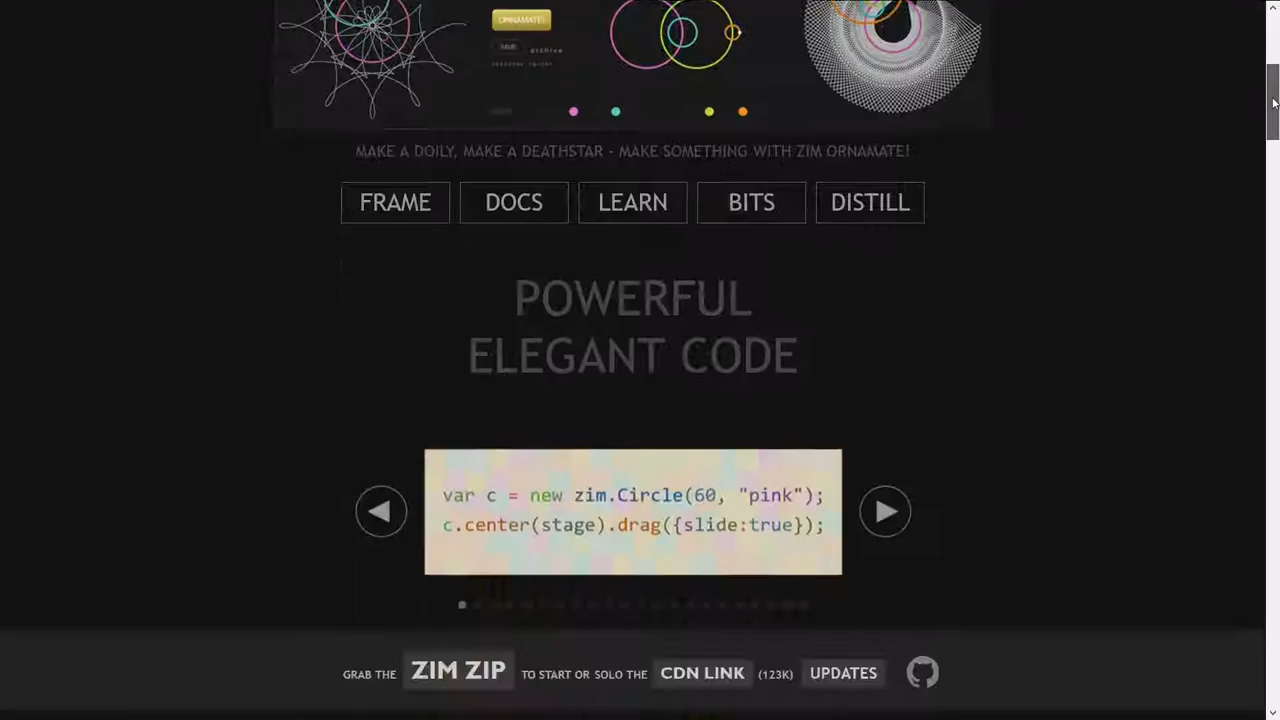 ORNAMATE!
archive
MAKE A DOILY, MAKE A DEATHSTAR - MAKE SOMETHING WITH ZIM ORNAMATE!
FRAME DOCS LEARN BITS DISTILL
POWERFUL
ELEGANT CODE
var c = new zim.Circle(60, "pink");
c.center(stage).drag({slide:true});
GRAB THE ZIM ZIP TO START OR SOLO THE CDN LINK (123K) UPDATES